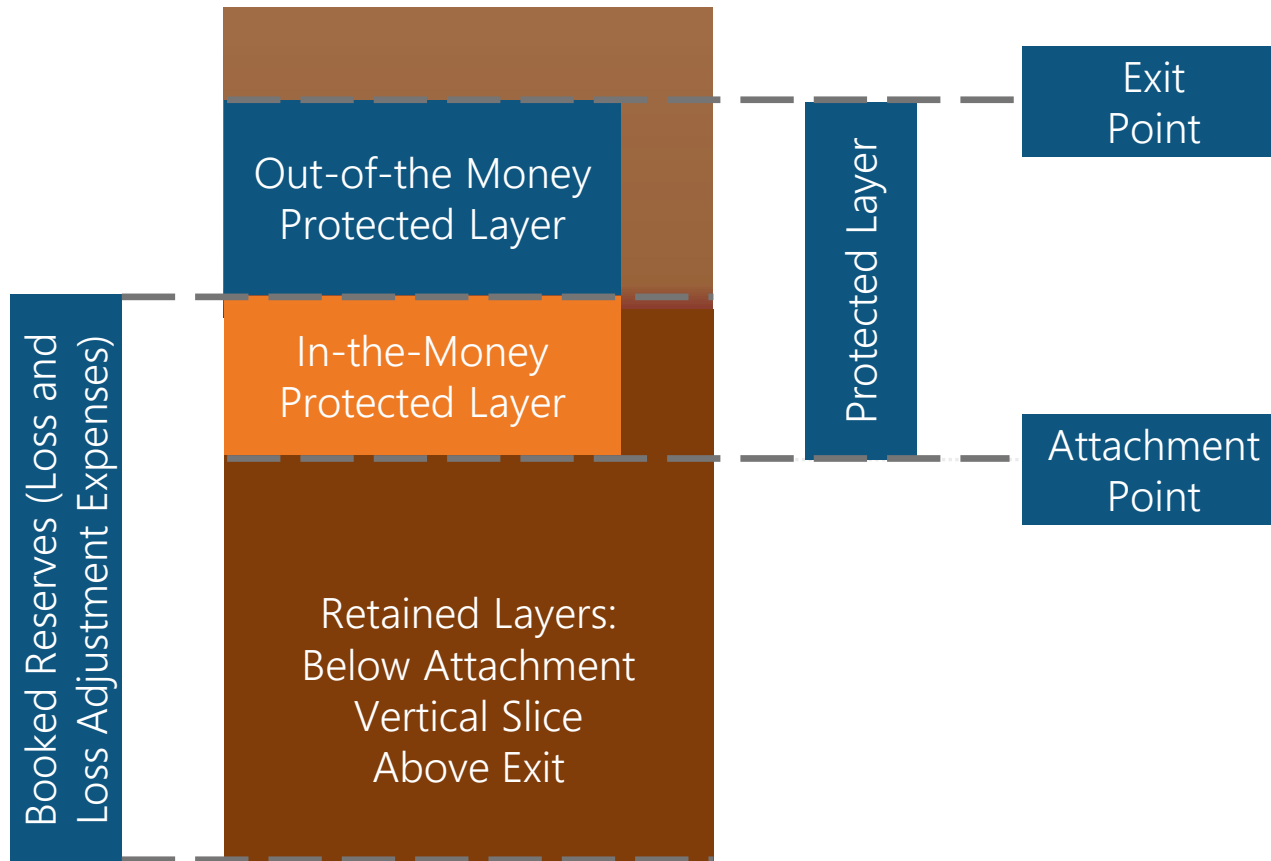 Exit
Point
Out-of-the Money
Protected Layer
Protected Layer
In-the-Money
Protected Layer
Booked Reserves (Loss and
Loss Adjustment Expenses)
Attachment
Point
Retained Layers:
Below Attachment
Vertical Slice
Above Exit